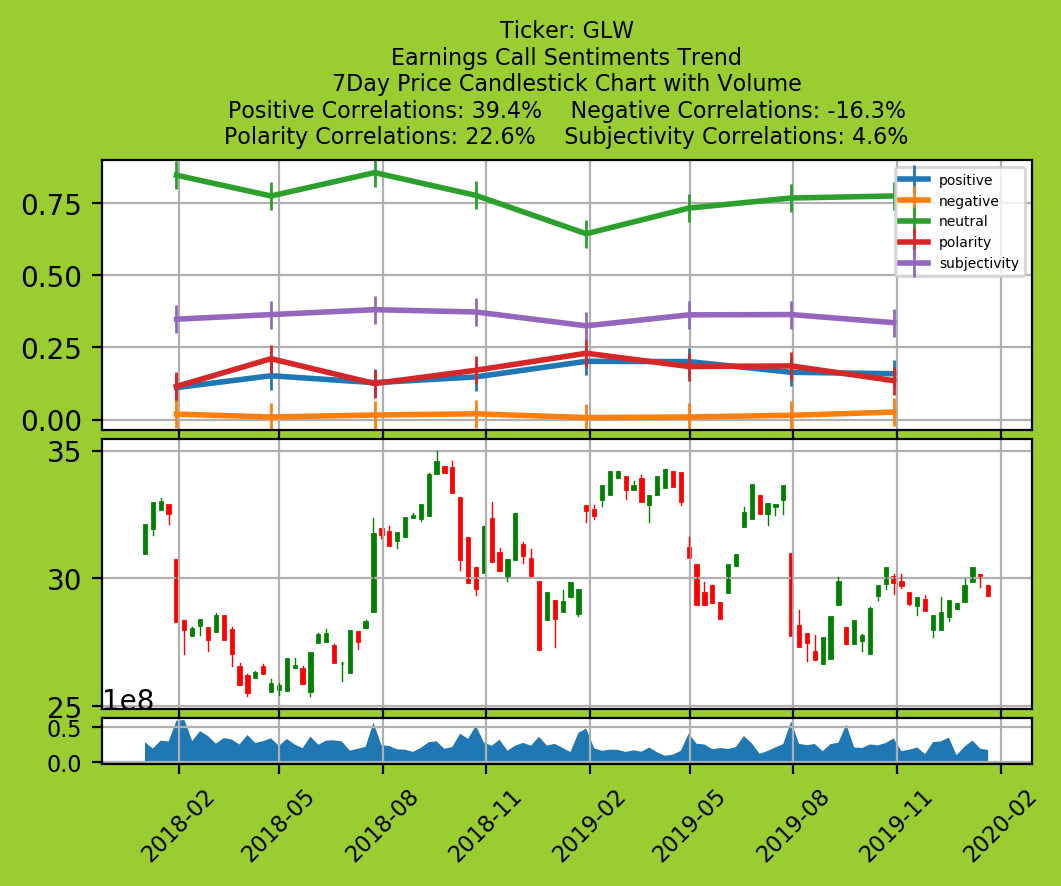 Ticker: GLW
Earnings Call Sentiments Trend
7Day Price Candlestick Chart with Volume
Positive Correlations: 39.4%    Negative Correlations: -16.3%
Polarity Correlations: 22.6%    Subjectivity Correlations: 4.6%
positive
negative
neutral
polarity
subjectivity
0.75
0.50
0.25
0.00
35
30
25
1e8
0.5
0.0
2018-02
2018-05
2018-08
2018-11
2019-02
2019-05
2019-08
2019-11
2020-02